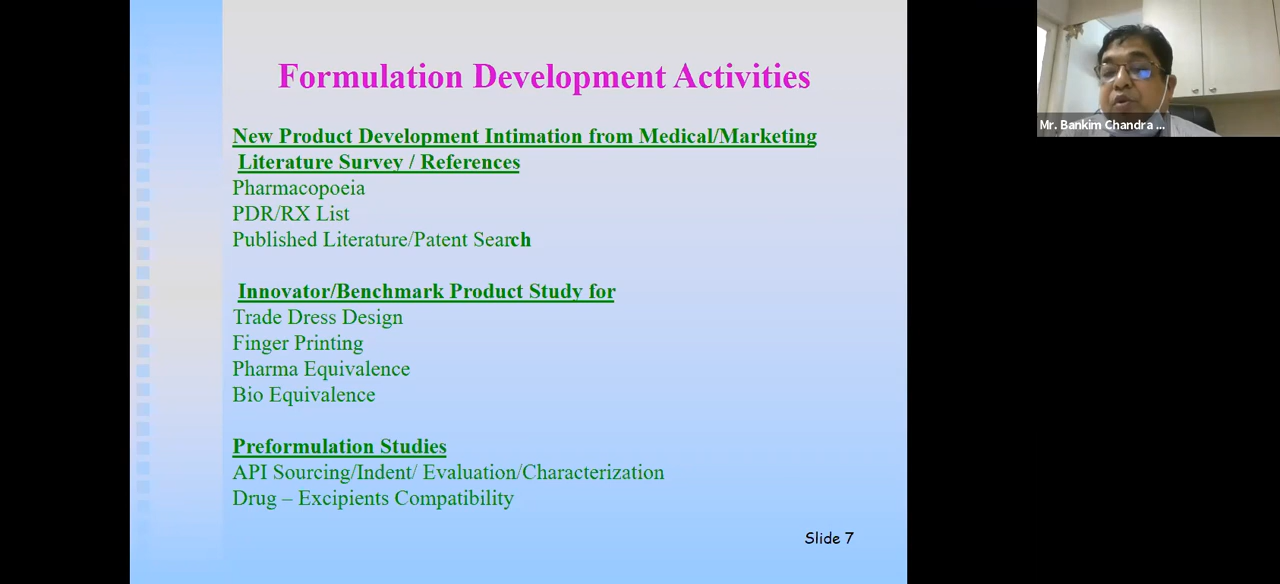 Formulation Development Activities
New Product Development Intimation from Medical/Marketing
Literature Survey / References
Pharmacopoeia
PDR/RX List
Published Literature/Patent Search
Innovator/Benchmark Product Study for
Trade Dress Design
Finger Printing
Pharma Equivalence
Bio Equivalence
Preformulation Studies
API Sourcing/Indent/ Evaluation/Characterization
Drug – Excipients Compatibility
Slide 7
Mr. Bankim Chandra ...